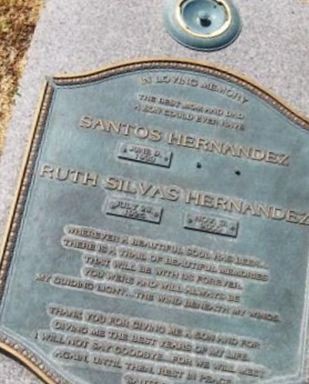 IN LOVING MEMORY
THE BEST MOM AND DAD
A SON COULD EVER HAVE
SANTOS HERNANDEZ
JUNE
RUTH SILVAS HERNANDEZ
JULY
NOV
WHEREVER A BEAUTIFUL SOUL HAS BEEN...
THERE IS A TRAIL OF BEAUTIFUL MEMORIES
THAT WILL BE WITH US FOREVER.
YOU WERE AND WILL ALWAYS BE
MY GUIDING LIGHT... THE WIND BENEATH MY WINGS.
THANK YOU FOR GIVING ME A SON AND FOR
GIVING ME THE BEST YEARS OF MY LIFE.
I WILL NOT SAY GOODBYE... FOR WE WILL MEET
AGAIN. UNTIL THEN, REST IN PEACE